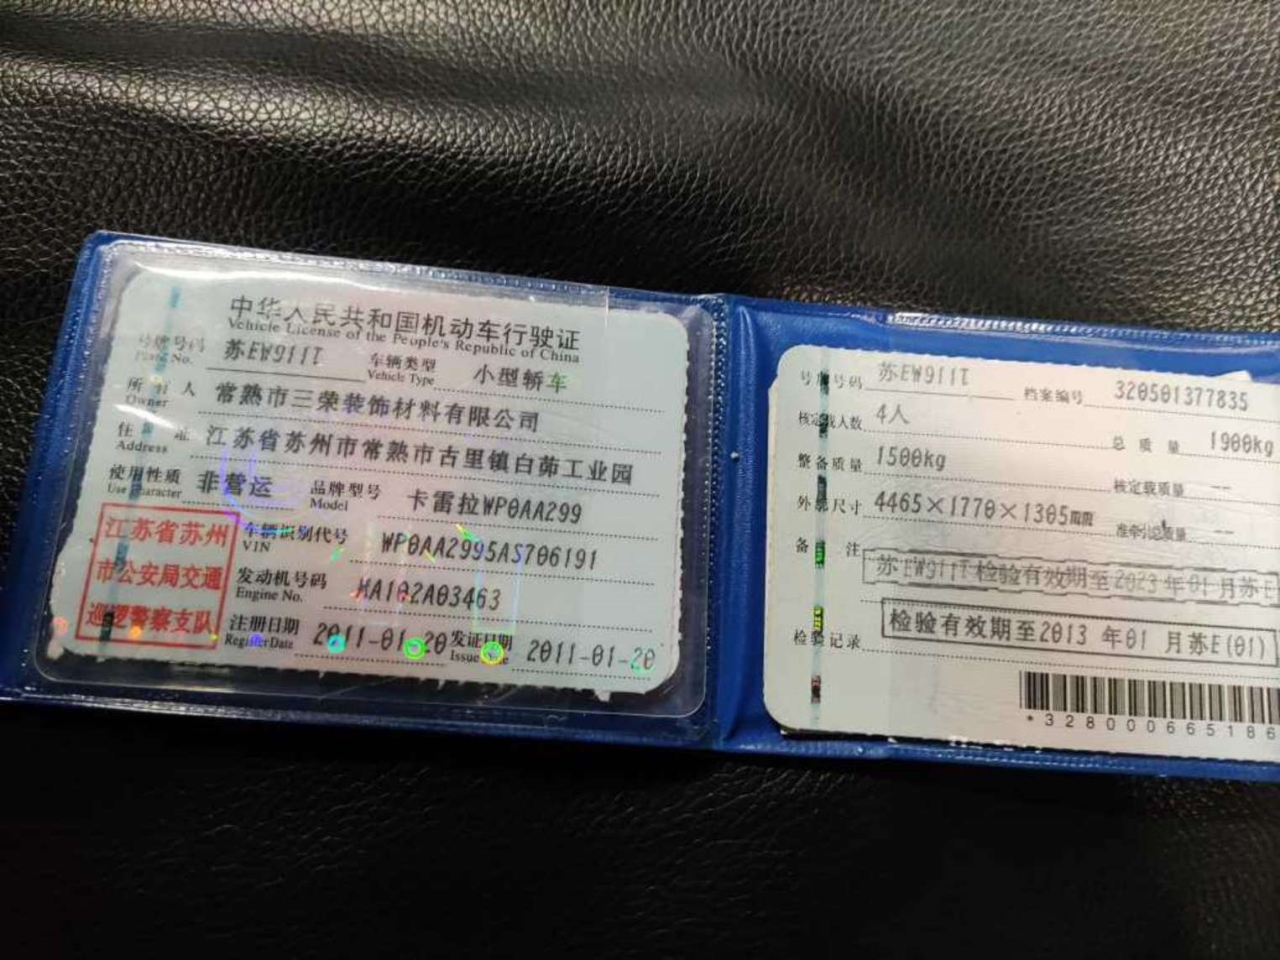 中华人民共和国机动车行驶证
Vehicle License of the People's Republic of China
号牌号码 苏EW911T 车辆类型 小型轿车
Plate No. Vehicle Type
所有人 常熟市三荣装饰材料有限公司
Owner
住址 江苏省苏州市常熟市古里镇白茆工业园
Address
使用性质 非营运 品牌型号 卡雷拉WP0AA299
Use Character Model
江苏省苏州
市公安局交通
巡逻警察支队
车辆识别代号 WP0AA2995AS706191
VIN
发动机号码 MA102A03463
Engine No.
注册日期 2011-01-20 发证日期 2011-01-20
Register Date Issue Date
号牌号码 苏EW911T 档案编号 320501377835
核定载人数 4人 总质量 1900kg
整备质量 1500kg 核定载质量 --
外廓尺寸 4465×1770×1305mm 准牵引总质量 --
备注 苏EW911T 检验有效期至2023年01月苏E
检验记录 检验有效期至2013 年01 月苏E(01)
*328000665186